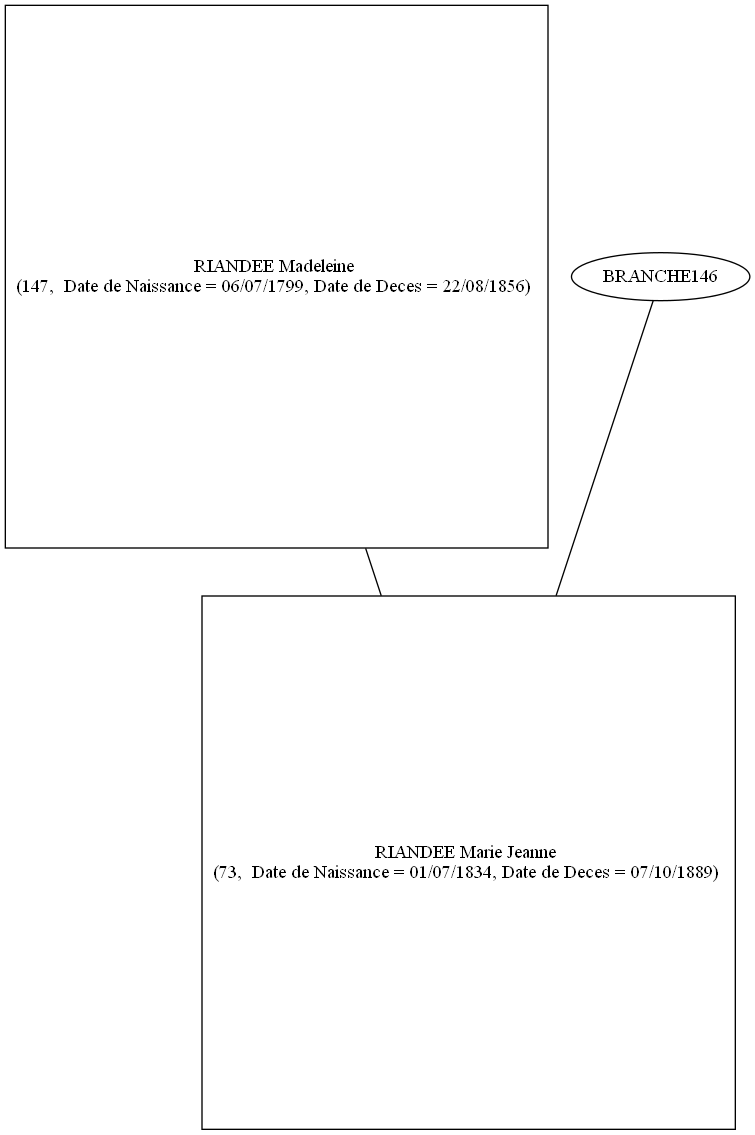 RIANDEE Madeleine
(147,  Date de Naissance = 06/07/1799, Date de Deces = 22/08/1856)
BRANCHE146
RIANDEE Marie Jeanne
(73,  Date de Naissance = 01/07/1834, Date de Deces = 07/10/1889)